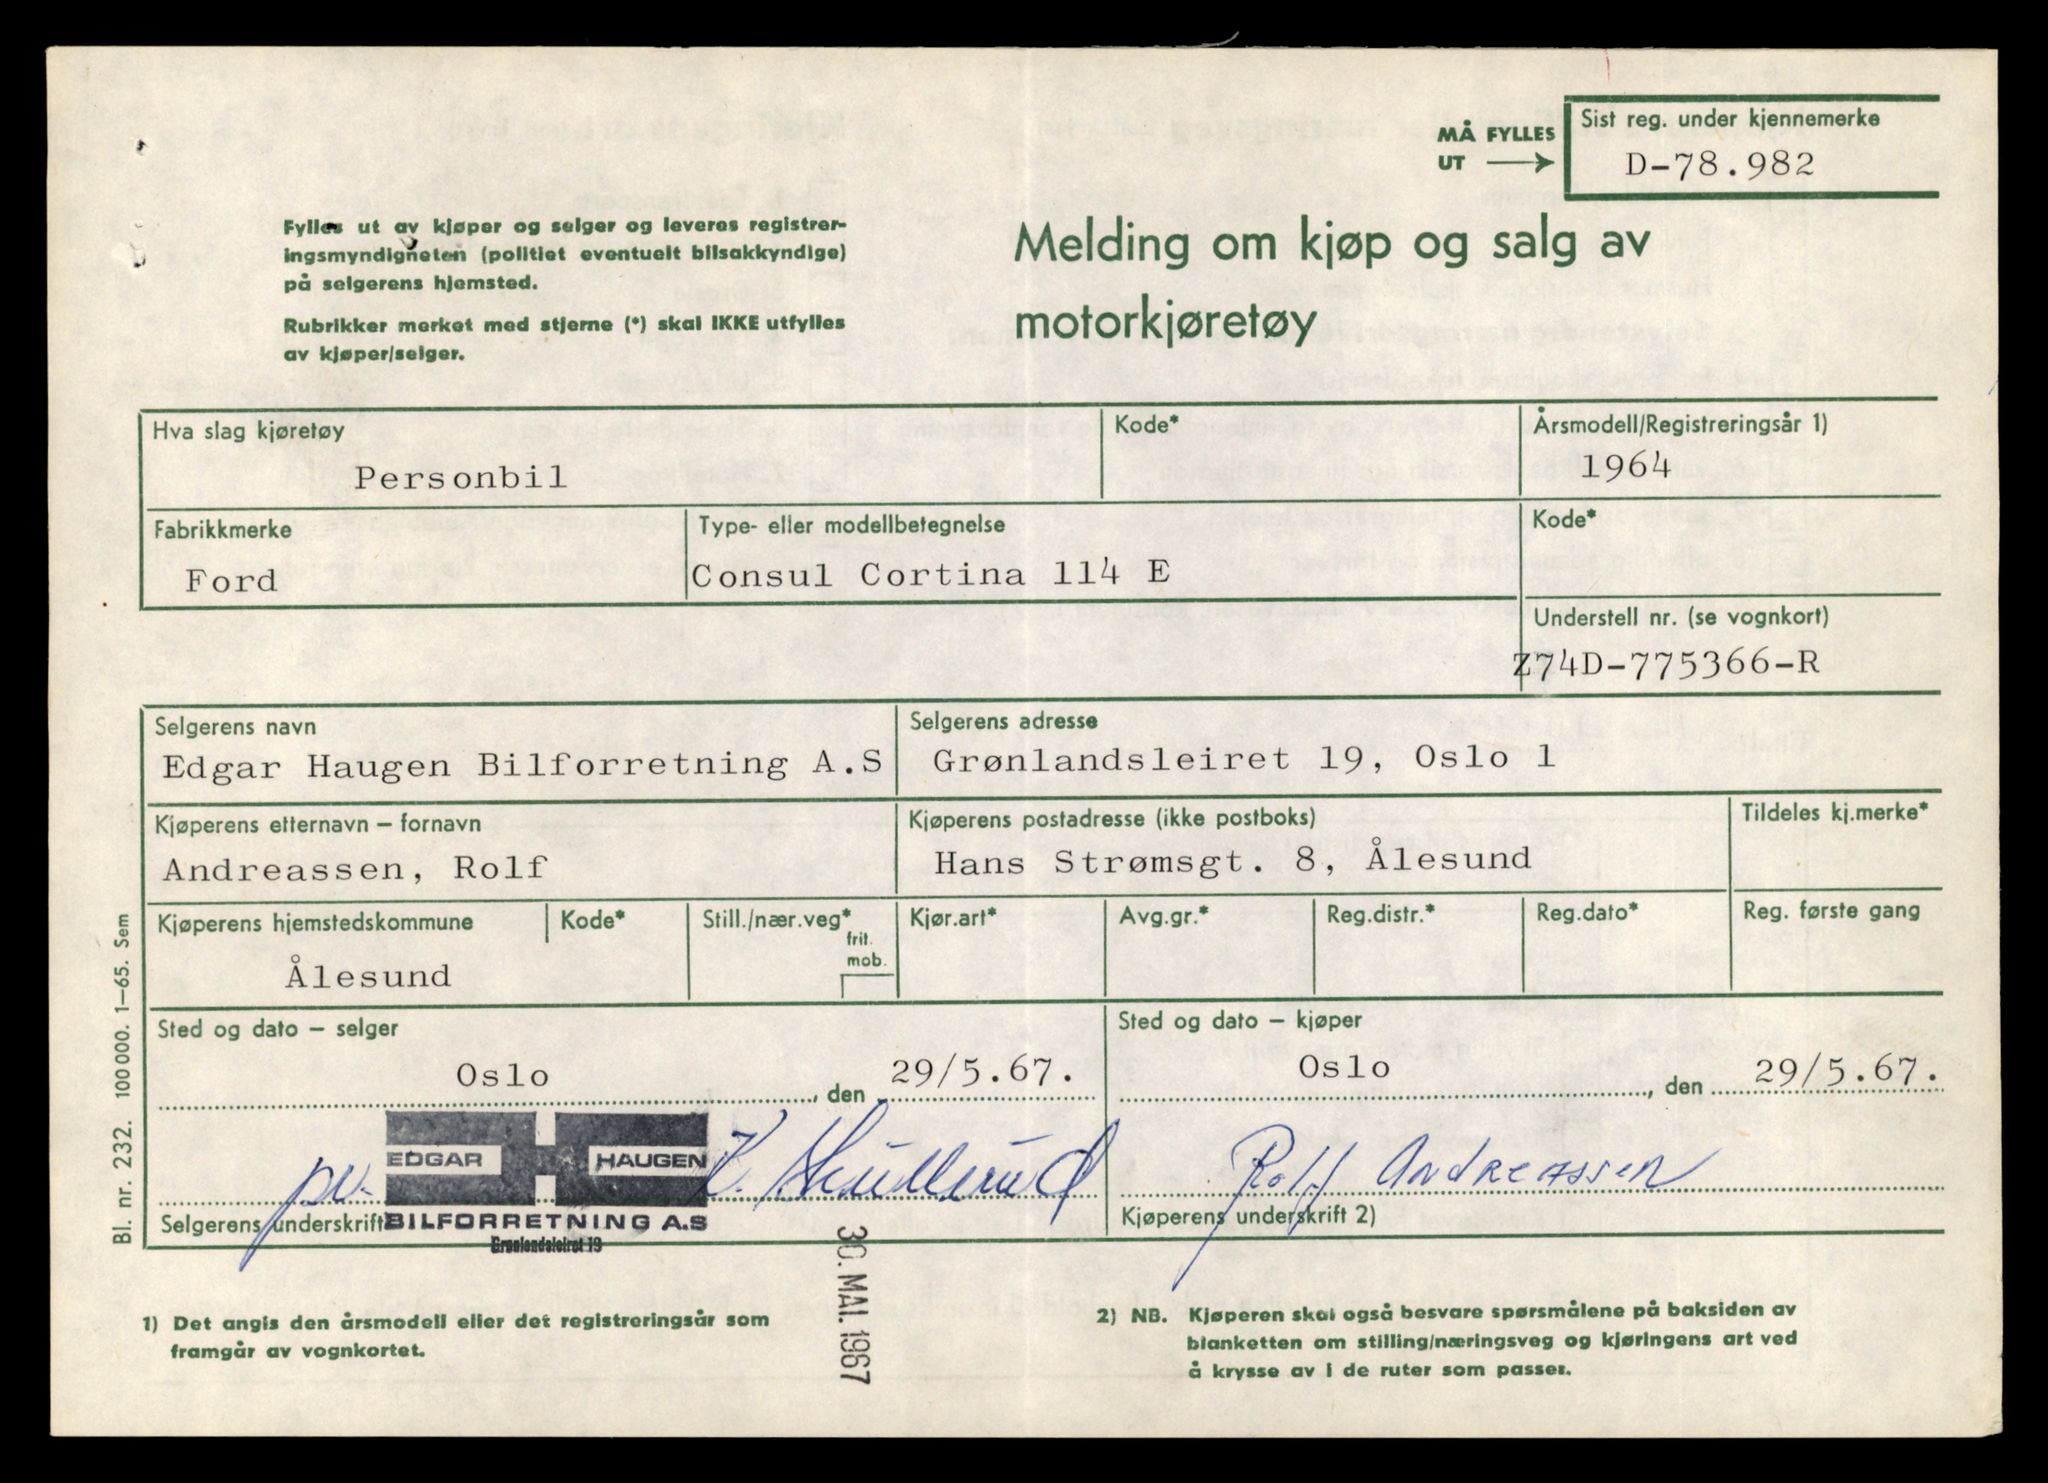 MÅ FYLLES
UT
Sist reg. under kjennemerke
D-78.982
Fylles ut av kjøper og selger og leveres registrer-
ingsmyndigheten (politiet eventuelt bilsakkyndige)
på selgerens hjemsted.
Rubrikker merket med stjerne (*) skal IKKE utfylles
av kjøper/selger.
Melding om kjøp og salg av
motorkjøretøy
Hva slag kjøretøy
Personbil
Kode*
Årsmodell/Registreringsår 1)
1964
Fabrikkmerke
Ford
Type- eller modellbetegnelse
Consul Cortina 114 E
Kode*
Understell nr. (se vognkort)
Z74D-775366-R
Selgerens navn
Edgar Haugen Bilforretning A.S
Selgerens adresse
Grønlandsleiret 19, Oslo 1
Kjøperens etternavn – fornavn
Andreassen, Rolf
Kjøperens postadresse (ikke postboks)
Hans Strømsgt. 8, Ålesund
Tildeles kj.merke*
Kjøperens hjemstedskommune
Ålesund
Kode*
Still./nær.veg*
frit.
mob.
Kjør.art*
Avg.gr.*
Reg.distr.*
Reg.dato*
Reg. første gang
Sted og dato – selger
Oslo, den 29/5.67.
Sted og dato – kjøper
Oslo, den 29/5.67.
pv.
EDGAR HAUGEN
BILFORRETNING A.S
Grønlandsleiret 19
K. Skullerud
Selgerens underskrift
Rolf Andreassen
Kjøperens underskrift 2)
30. MAI. 1967
1) Det angis den årsmodell eller det registreringsår som
framgår av vognkortet.
2) NB. Kjøperen skal også besvare spørsmålene på baksiden av
blanketten om stilling/næringsveg og kjøringens art ved
å krysse av i de ruter som passer.
Bl. nr. 232. 100 000. 1–65. Sem